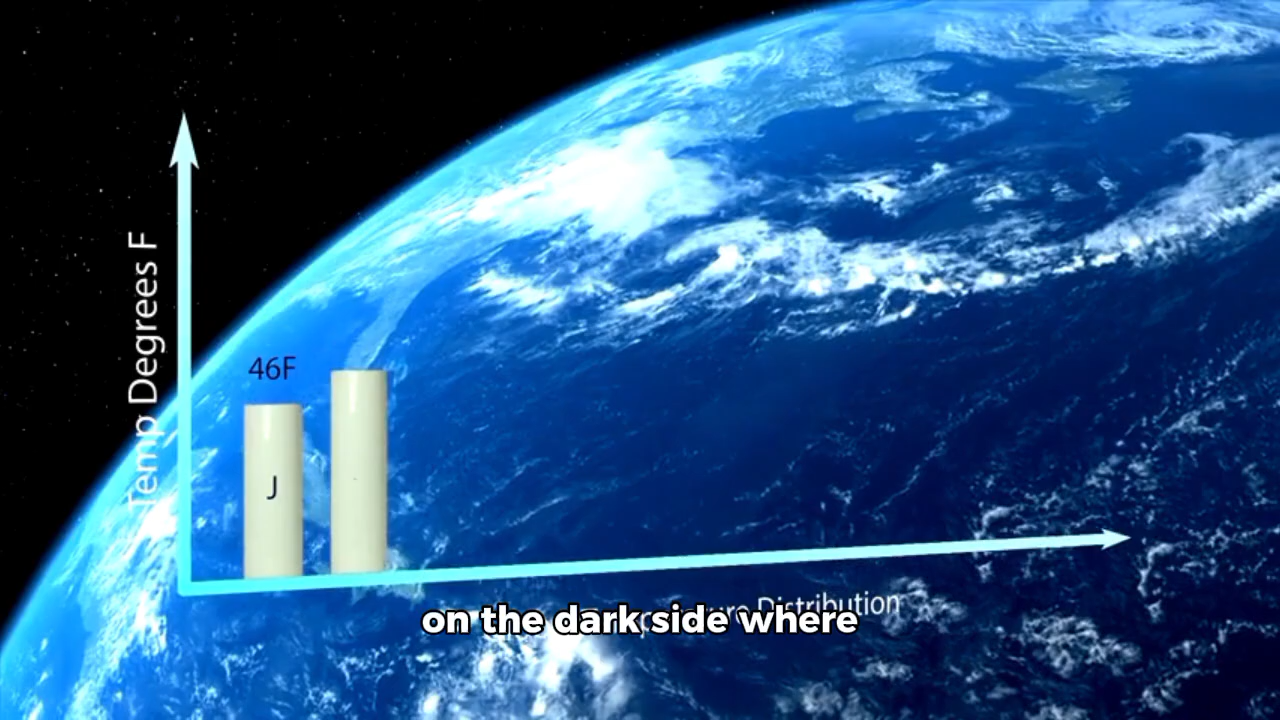 Temp Degrees F
46F
J
Distribution
on the dark side where